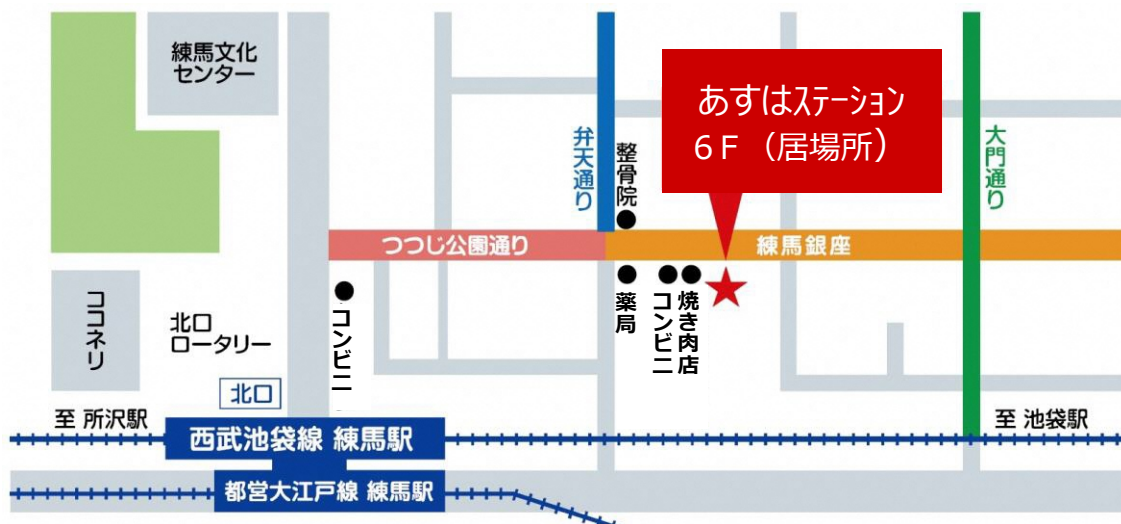 練馬文化
センター
あすはステーション
6F（居場所）
弁天通り
整骨院
大門通り
つつじ公園通り
練馬銀座
ココネリ
北口
ロータリー
コンビニ
薬局
コンビニ
焼き肉店
北口
至 所沢駅
至 池袋駅
西武池袋線 練馬駅
都営大江戸線 練馬駅